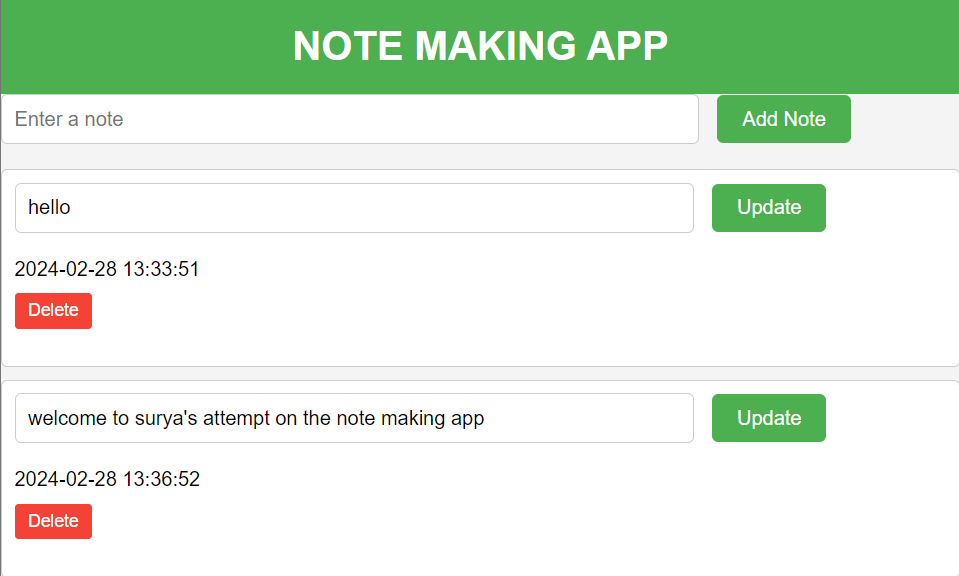 NOTE MAKING APP
Enter a note
Add Note
hello
Update
2024-02-28 13:33:51
Delete
welcome to surya's attempt on the note making app
Update
2024-02-28 13:36:52
Delete